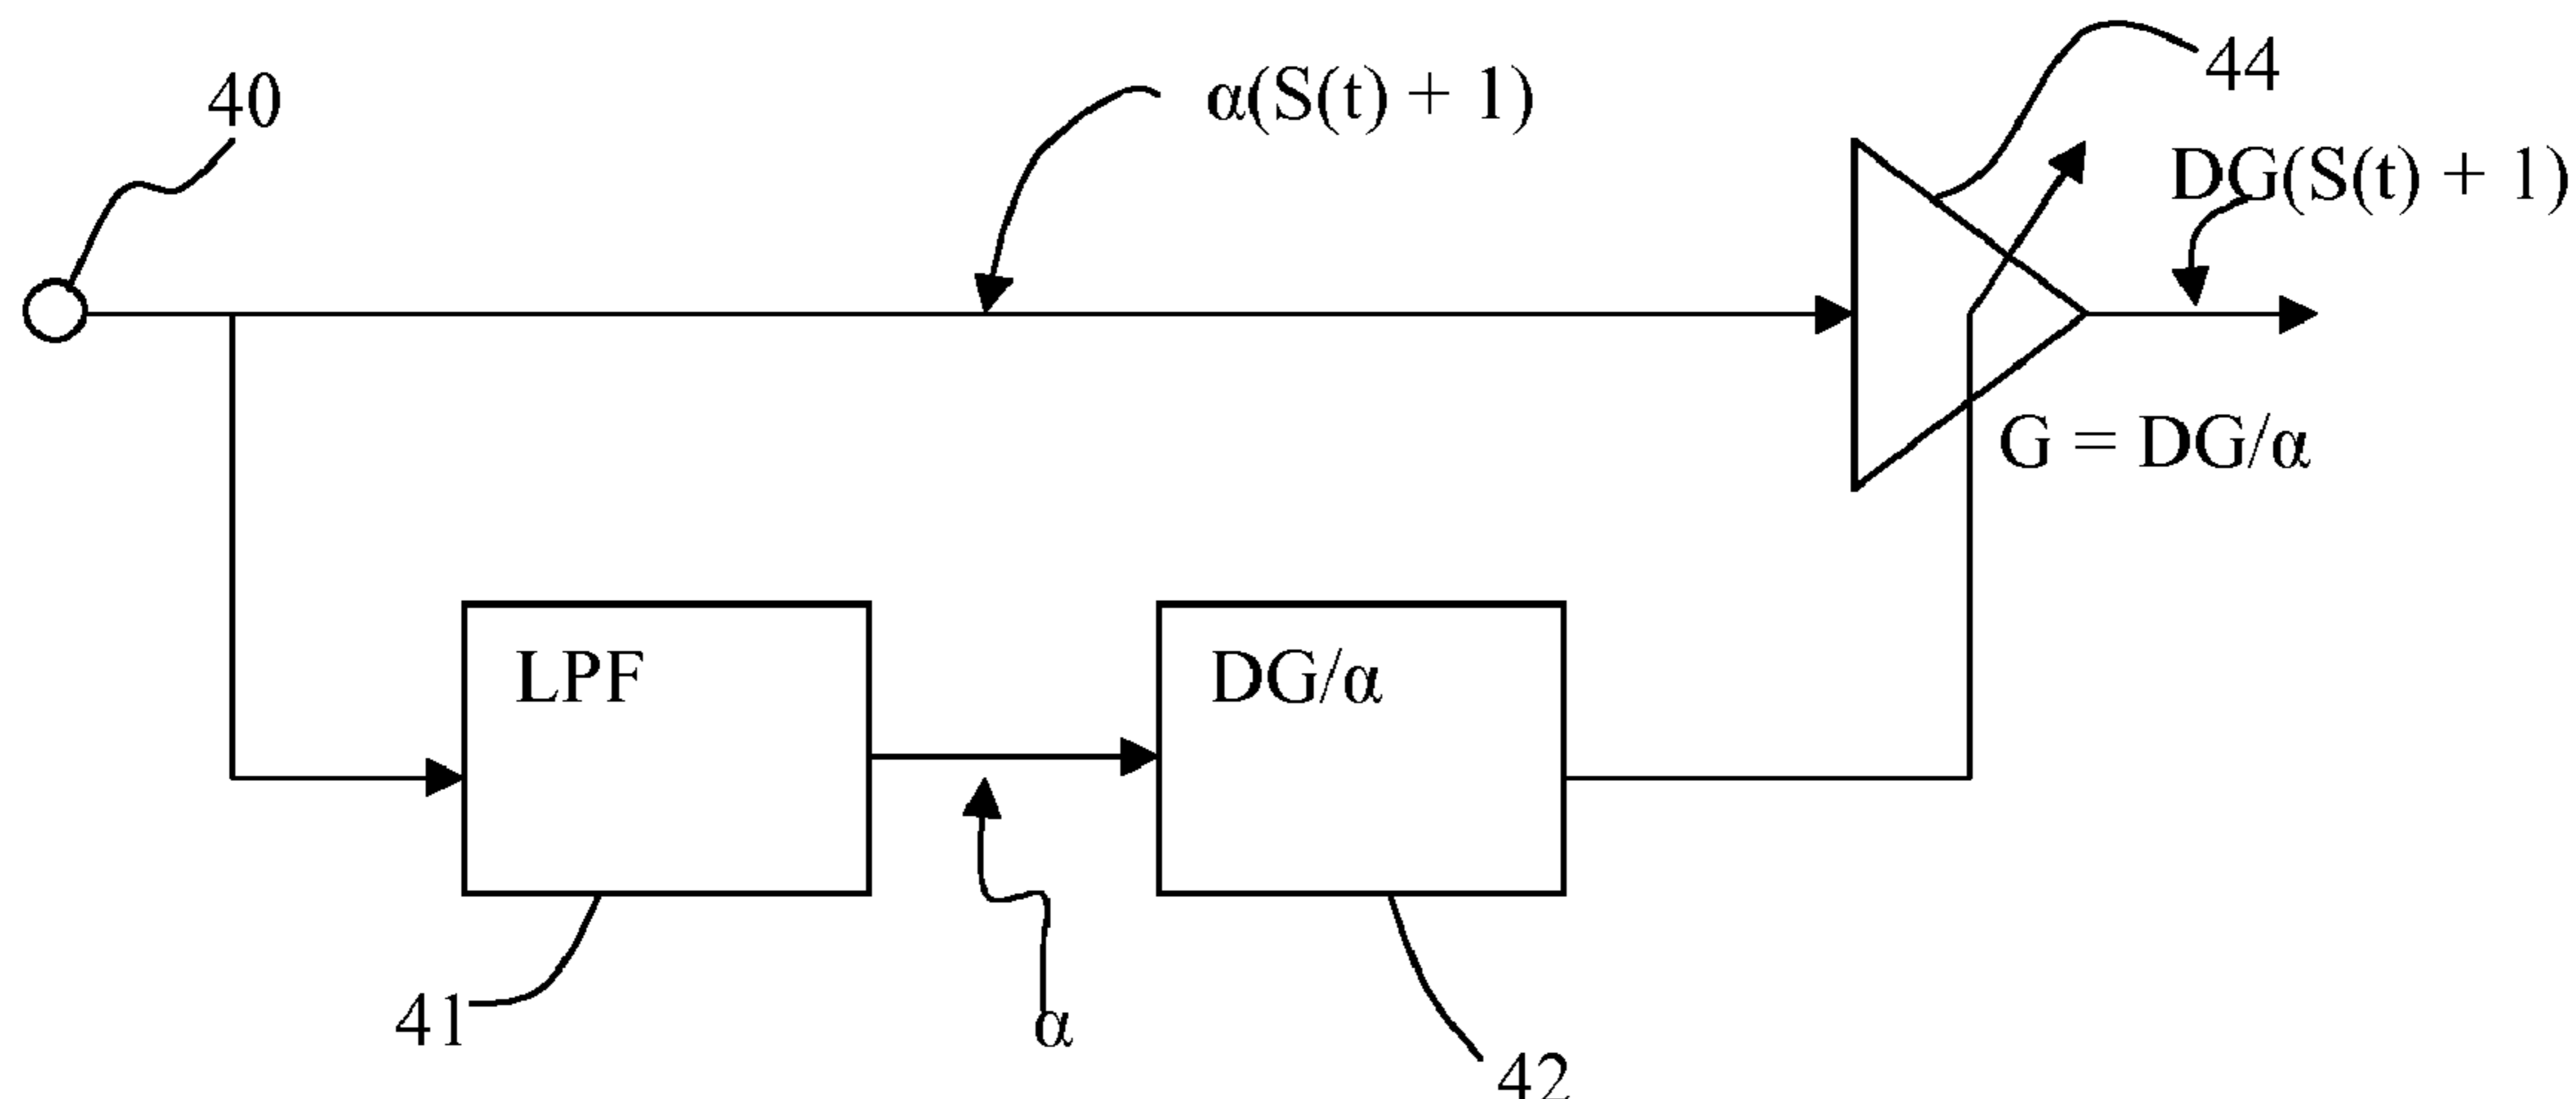 40
α(S(t) + 1)
44
DG(S(t) + 1)
G = DG/α
LPF
DG/α
41
α
42